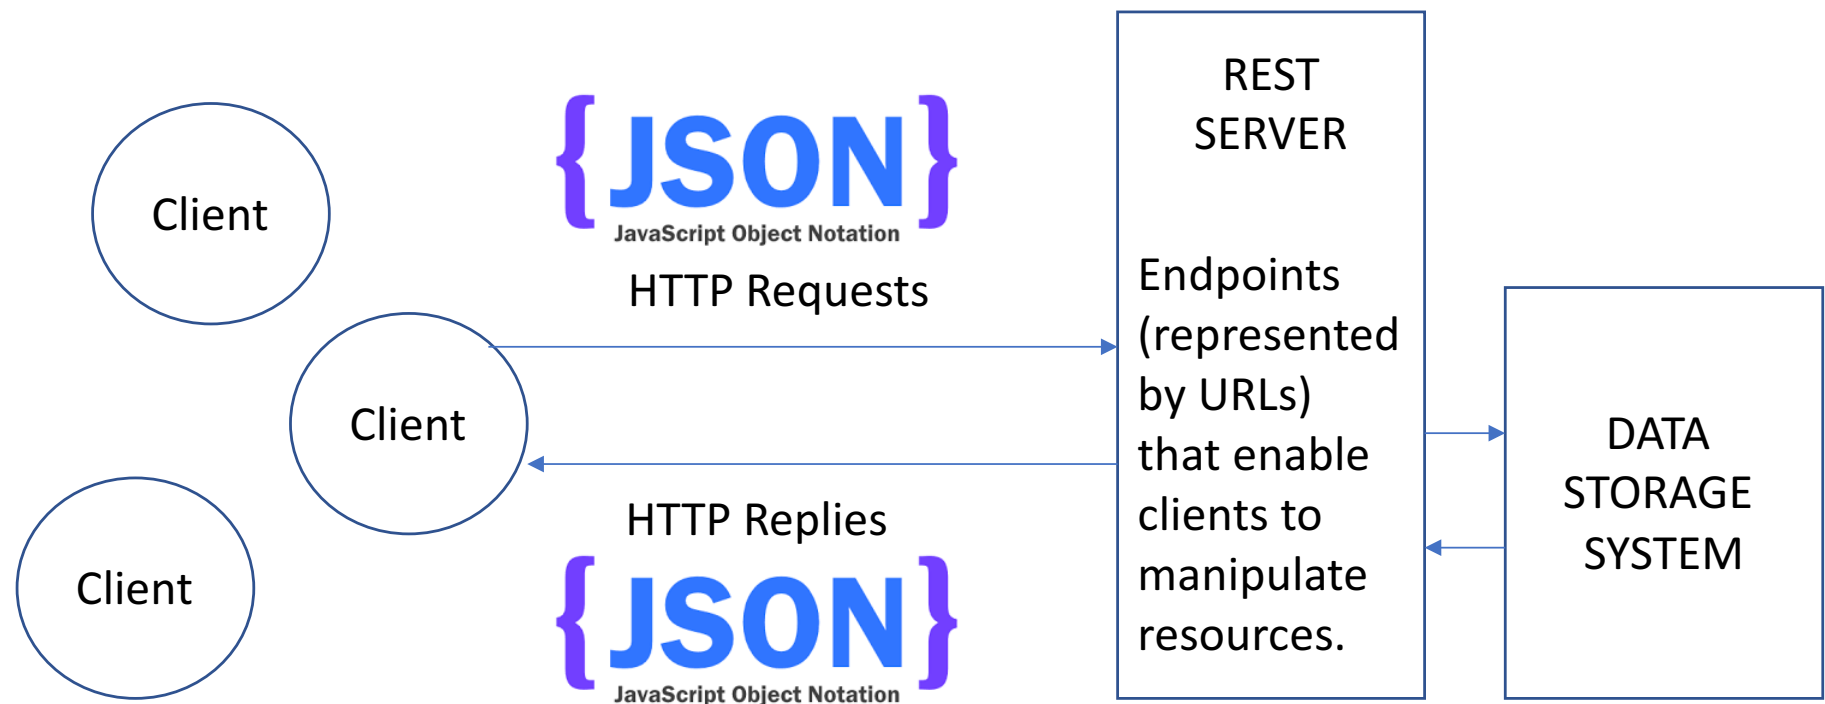 Client
Client
Client
{JSON}
JavaScript Object Notation
HTTP Requests
HTTP Replies
{JSON}
JavaScript Object Notation
REST
SERVER
Endpoints
(represented
by URLs)
that enable
clients to
manipulate
resources.
DATA
STORAGE
SYSTEM